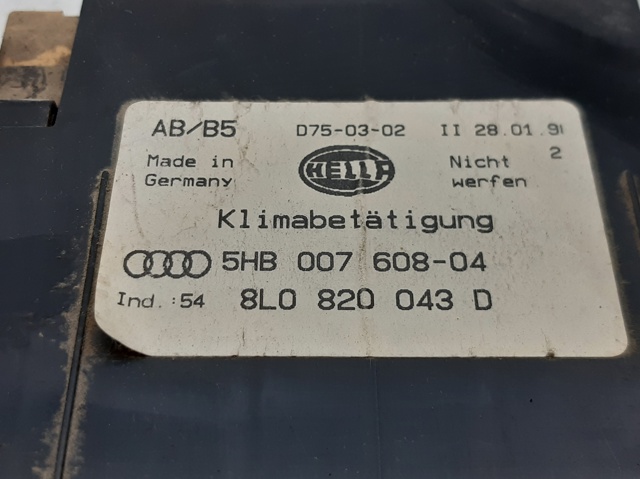 AB/B5 D75-03-02 II 28.01.9
2
Made in HELLA Nicht
Germany werfen
Klimabetätigung
5HB 007 608-04
Ind.:54 8L0 820 043 D